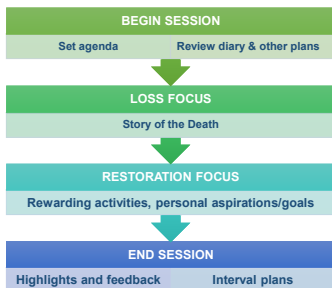 BEGIN SESSION
Set agenda Review diary & other plans
LOSS FOCUS
Story of the Death
RESTORATION FOCUS
Rewarding activities, personal aspirations/goals
END SESSION
Highlights and feedback Interval plans